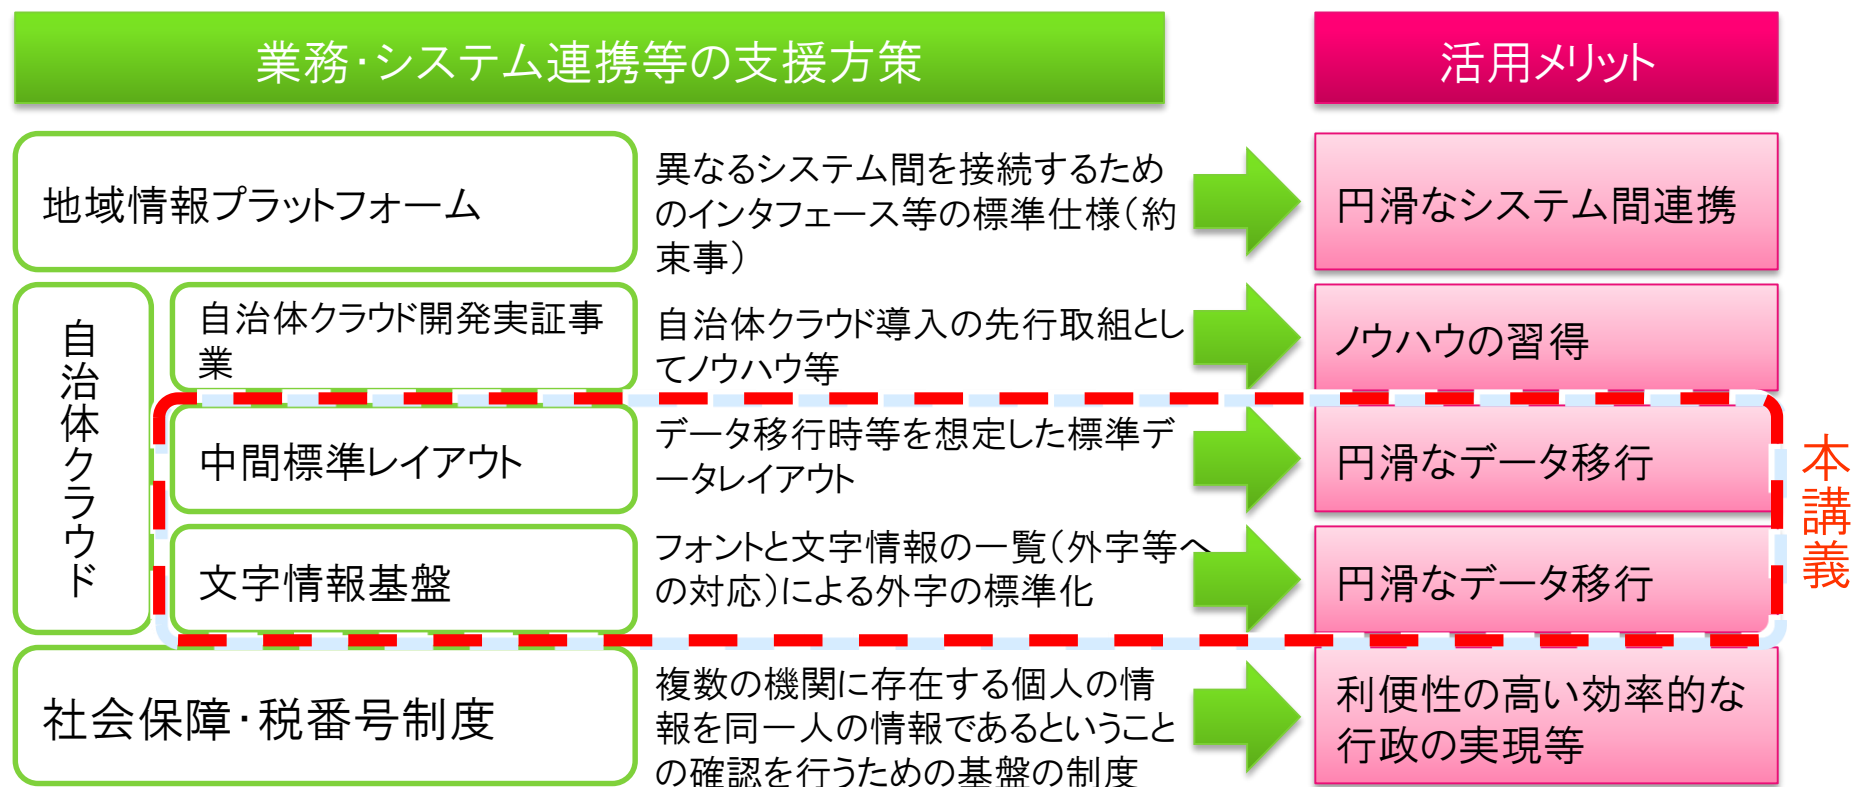 業務・システム連携等の支援方策
活用メリット
地域情報プラットフォーム
異なるシステム間を接続するため
のインタフェース等の標準仕様（約
束事）
円滑なシステム間連携
自治体クラウド
自治体クラウド開発実証事
業
自治体クラウド導入の先行取組とし
てノウハウ等
ノウハウの習得
中間標準レイアウト
データ移行時等を想定した標準デ
ータレイアウト
円滑なデータ移行
文字情報基盤
フォントと文字情報の一覧（外字等へ
の対応）による外字の標準化
円滑なデータ移行
本講義
社会保障・税番号制度
複数の機関に存在する個人の情
報を同一人の情報であるということ
の確認を行うための基盤の制度
利便性の高い効率的な
行政の実現等